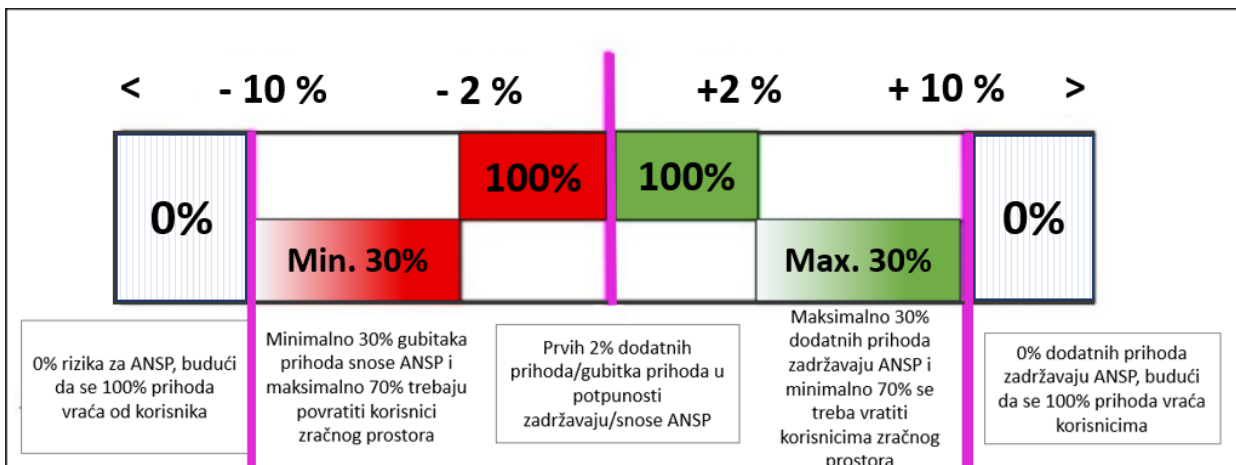 < - 10 % - 2 % +2 % + 10 % >
0% 100% 100% 0%
Min. 30% Max. 30%
0% rizika za ANSP, budući
da se 100% prihoda
vraća od korisnika
Minimalno 30% gubitaka
prihoda snose ANSP i
maksimalno 70% trebaju
povratiti korisnici
zračnog prostora
Prvih 2% dodatnih
prihoda/gubitka prihoda u
potpunosti
zadržavaju/snose ANSP
Maksimalno 30%
dodatnih prihoda
zadržavaju ANSP i
minimalno 70% se
treba vratiti
korisnicima zračnog
prostora
0% dodatnih prihoda
zadržavaju ANSP, budući
da se 100% prihoda vraća
korisnicima